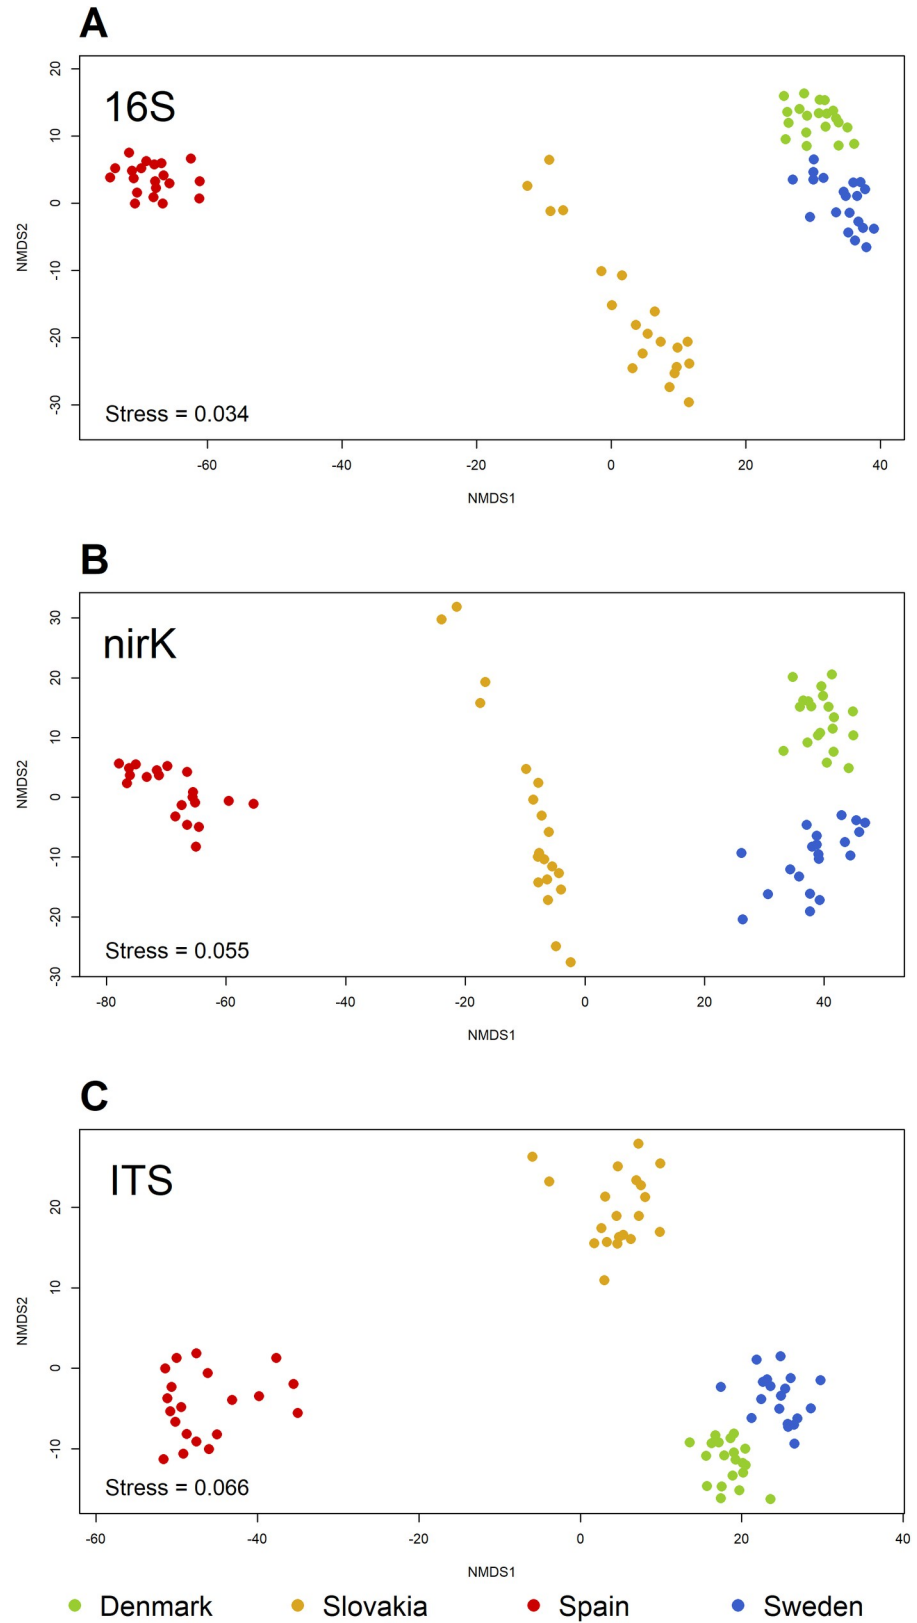 A
16S
20
10
0
-10
-20
-30
NMDS2
Stress = 0.034
-60 -40 -20 0 20 40
NMDS1
B
nirK
30
20
10
0
-10
-20
-30
NMDS2
Stress = 0.055
-80 -60 -40 -20 0 20 40
NMDS1
C
ITS
20
10
0
-10
NMDS2
Stress = 0.066
-60 -40 -20 0 20 40
NMDS1
Denmark Slovakia Spain Sweden